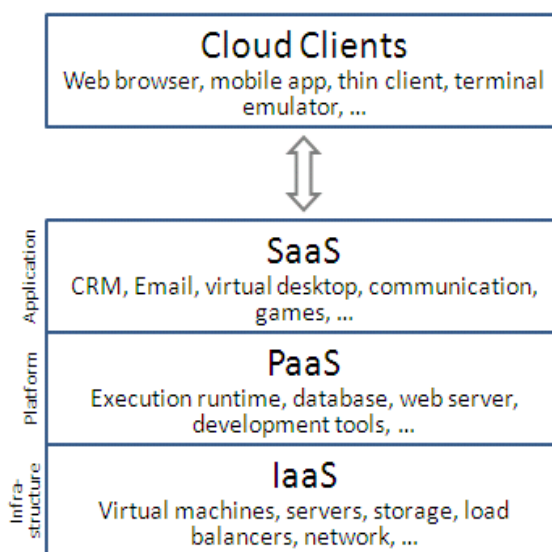 Cloud Clients
Web browser, mobile app, thin client, terminal
emulator, ...
Application
SaaS
CRM, Email, virtual desktop, communication,
games, ...
Platform
PaaS
Execution runtime, database, web server,
development tools, ...
Infra-
structure
IaaS
Virtual machines, servers, storage, load
balancers, network, ...